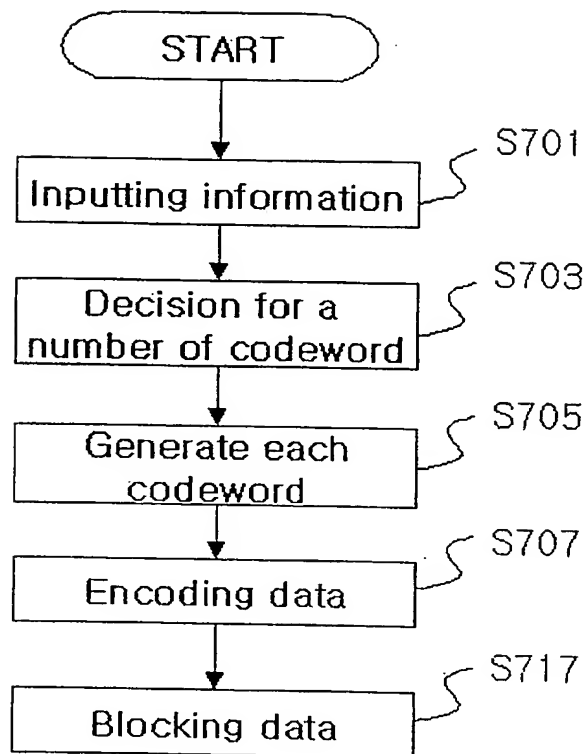 START
S701
Inputting information
S703
Decision for a
number of codeword
S705
Generate each
codeword
S707
Encoding data
S717
Blocking data